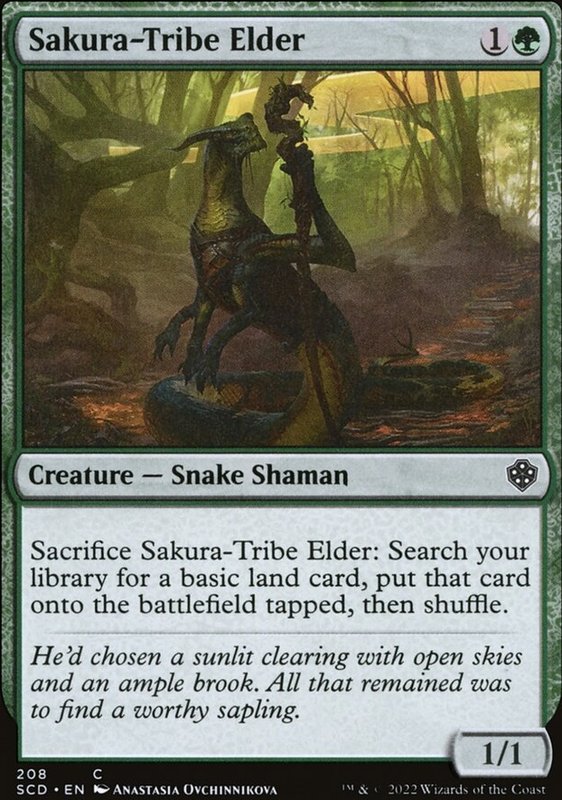 Sakura-Tribe Elder 1
Creature — Snake Shaman
Sacrifice Sakura-Tribe Elder: Search your
library for a basic land card, put that card
onto the battlefield tapped, then shuffle.
He'd chosen a sunlit clearing with open skies
and an ample brook. All that remained was
to find a worthy sapling.
1/1
208 C
SCD • EN Anastasia Ovchinnikova
™ & © 2022 Wizards of the Coast